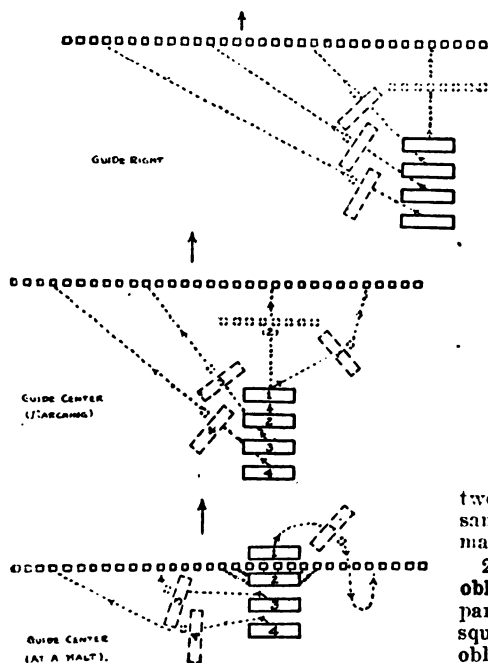 GUIDE RIGHT
(2)
GUIDE CENTER
(MARCHING)
1
2
3
4
1
2
3
4
GUIDE CENTER
(AT A HALT).
two
san
ma
2
obl
par
squ
obl